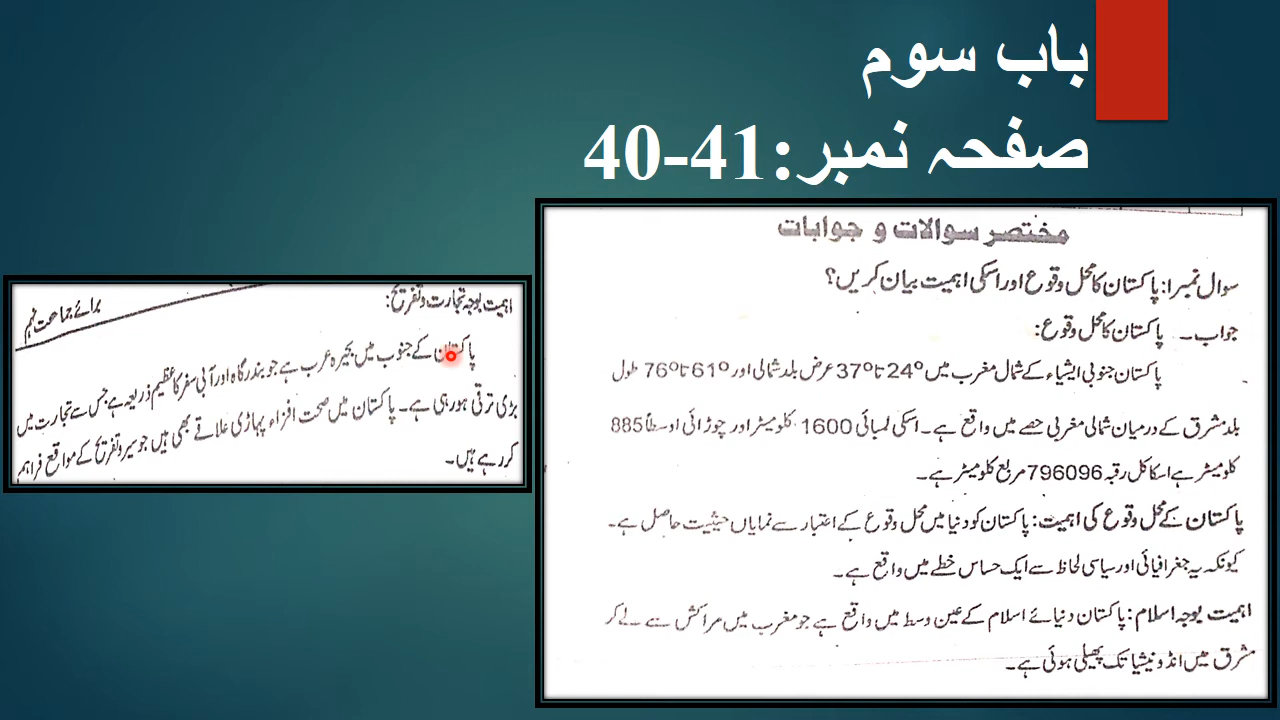 باب سوم
صفحہ نمبر:41-40
مختصر سوالات و جوابات
سوال نمبرا: پاکستان کا محل وقوع اور اسکی اہمیت بیان کریں؟
جواب۔ پاکستان کا محل وقوع:
پاکستان جنوبی ایشیاء کے شمال مغرب میں 24° تا 37° عرض بلد شمالی اور 61° تا 76° طول
بلد مشرق کے درمیان شمالی مغربی حصے میں واقع ہے۔ اسکی لمبائی 1600 کلومیٹر اور چوڑائی اوسطاً 885
کلومیٹر ہے اسکا کل رقبہ 796096 مربع کلومیٹر ہے۔
پاکستان کے محل وقوع کی اہمیت: پاکستان کو دنیا میں محل وقوع کے اعتبار سے نمایاں حیثیت حاصل ہے۔
کیونکہ یہ جغرافیائی اور سیاسی لحاظ سے ایک حساس خطے میں واقع ہے۔
اہمیت بوجہ اسلام: پاکستان دنیائے اسلام کے عین وسط میں واقع ہے جو مغرب میں مراکش سے لے کر
مشرق میں انڈونیشیا تک پھیلی ہوئی ہے۔
برائے جماعت نہم
اہمیت بوجہ تجارت و تفریح:
پاکستان کے جنوب میں بحیرہ عرب ہے جو بندرگاہ اور آبی سفر کا عظیم ذریعہ ہے جس سے تجارت میں
بڑی ترقی ہو رہی ہے۔ پاکستان میں صحت افزاء پہاڑی علاقے بھی ہیں جو سیر و تفریح کے مواقع فراہم
کر رہے ہیں۔